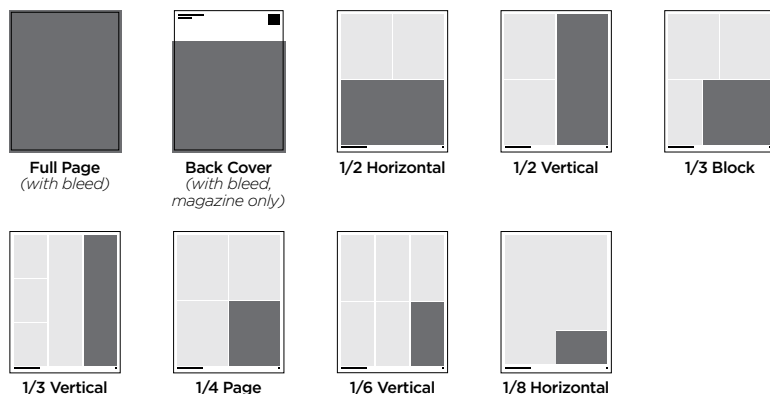 Full Page
(with bleed)
Back Cover
(with bleed,
magazine only)
1/2 Horizontal
1/2 Vertical
1/3 Block
1/3 Vertical
1/4 Page
1/6 Vertical
1/8 Horizontal